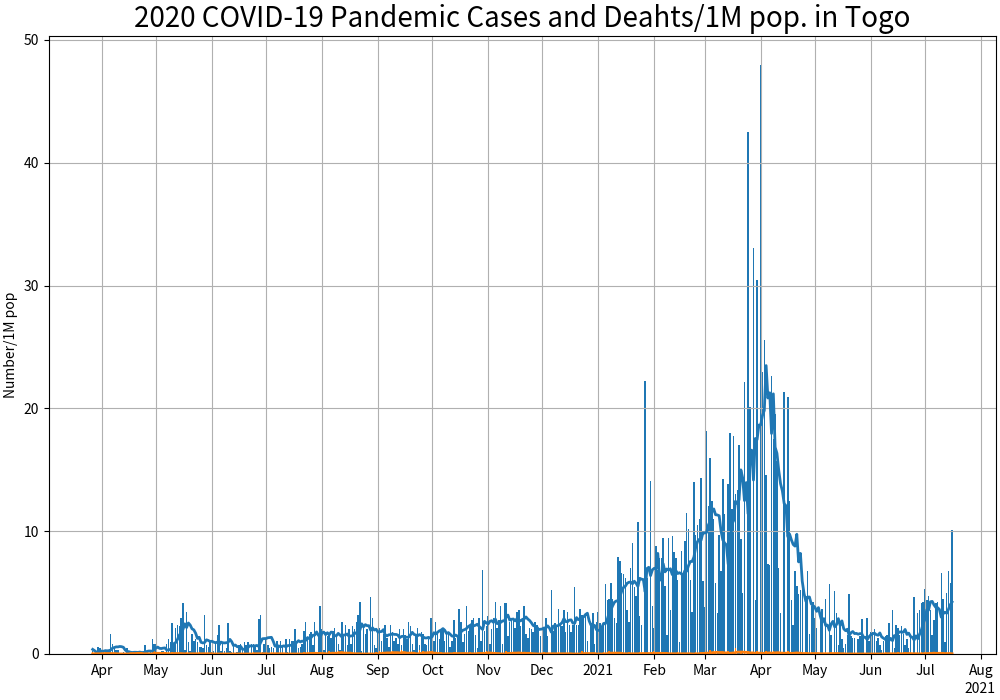 2020 COVID-19 Pandemic Cases and Deahts/1M pop. in Togo
50
40
30
20
10
0
Number/1M pop
Apr May Jun Jul Aug Sep Oct Nov Dec 2021 Feb Mar Apr May Jun Jul Aug
2021